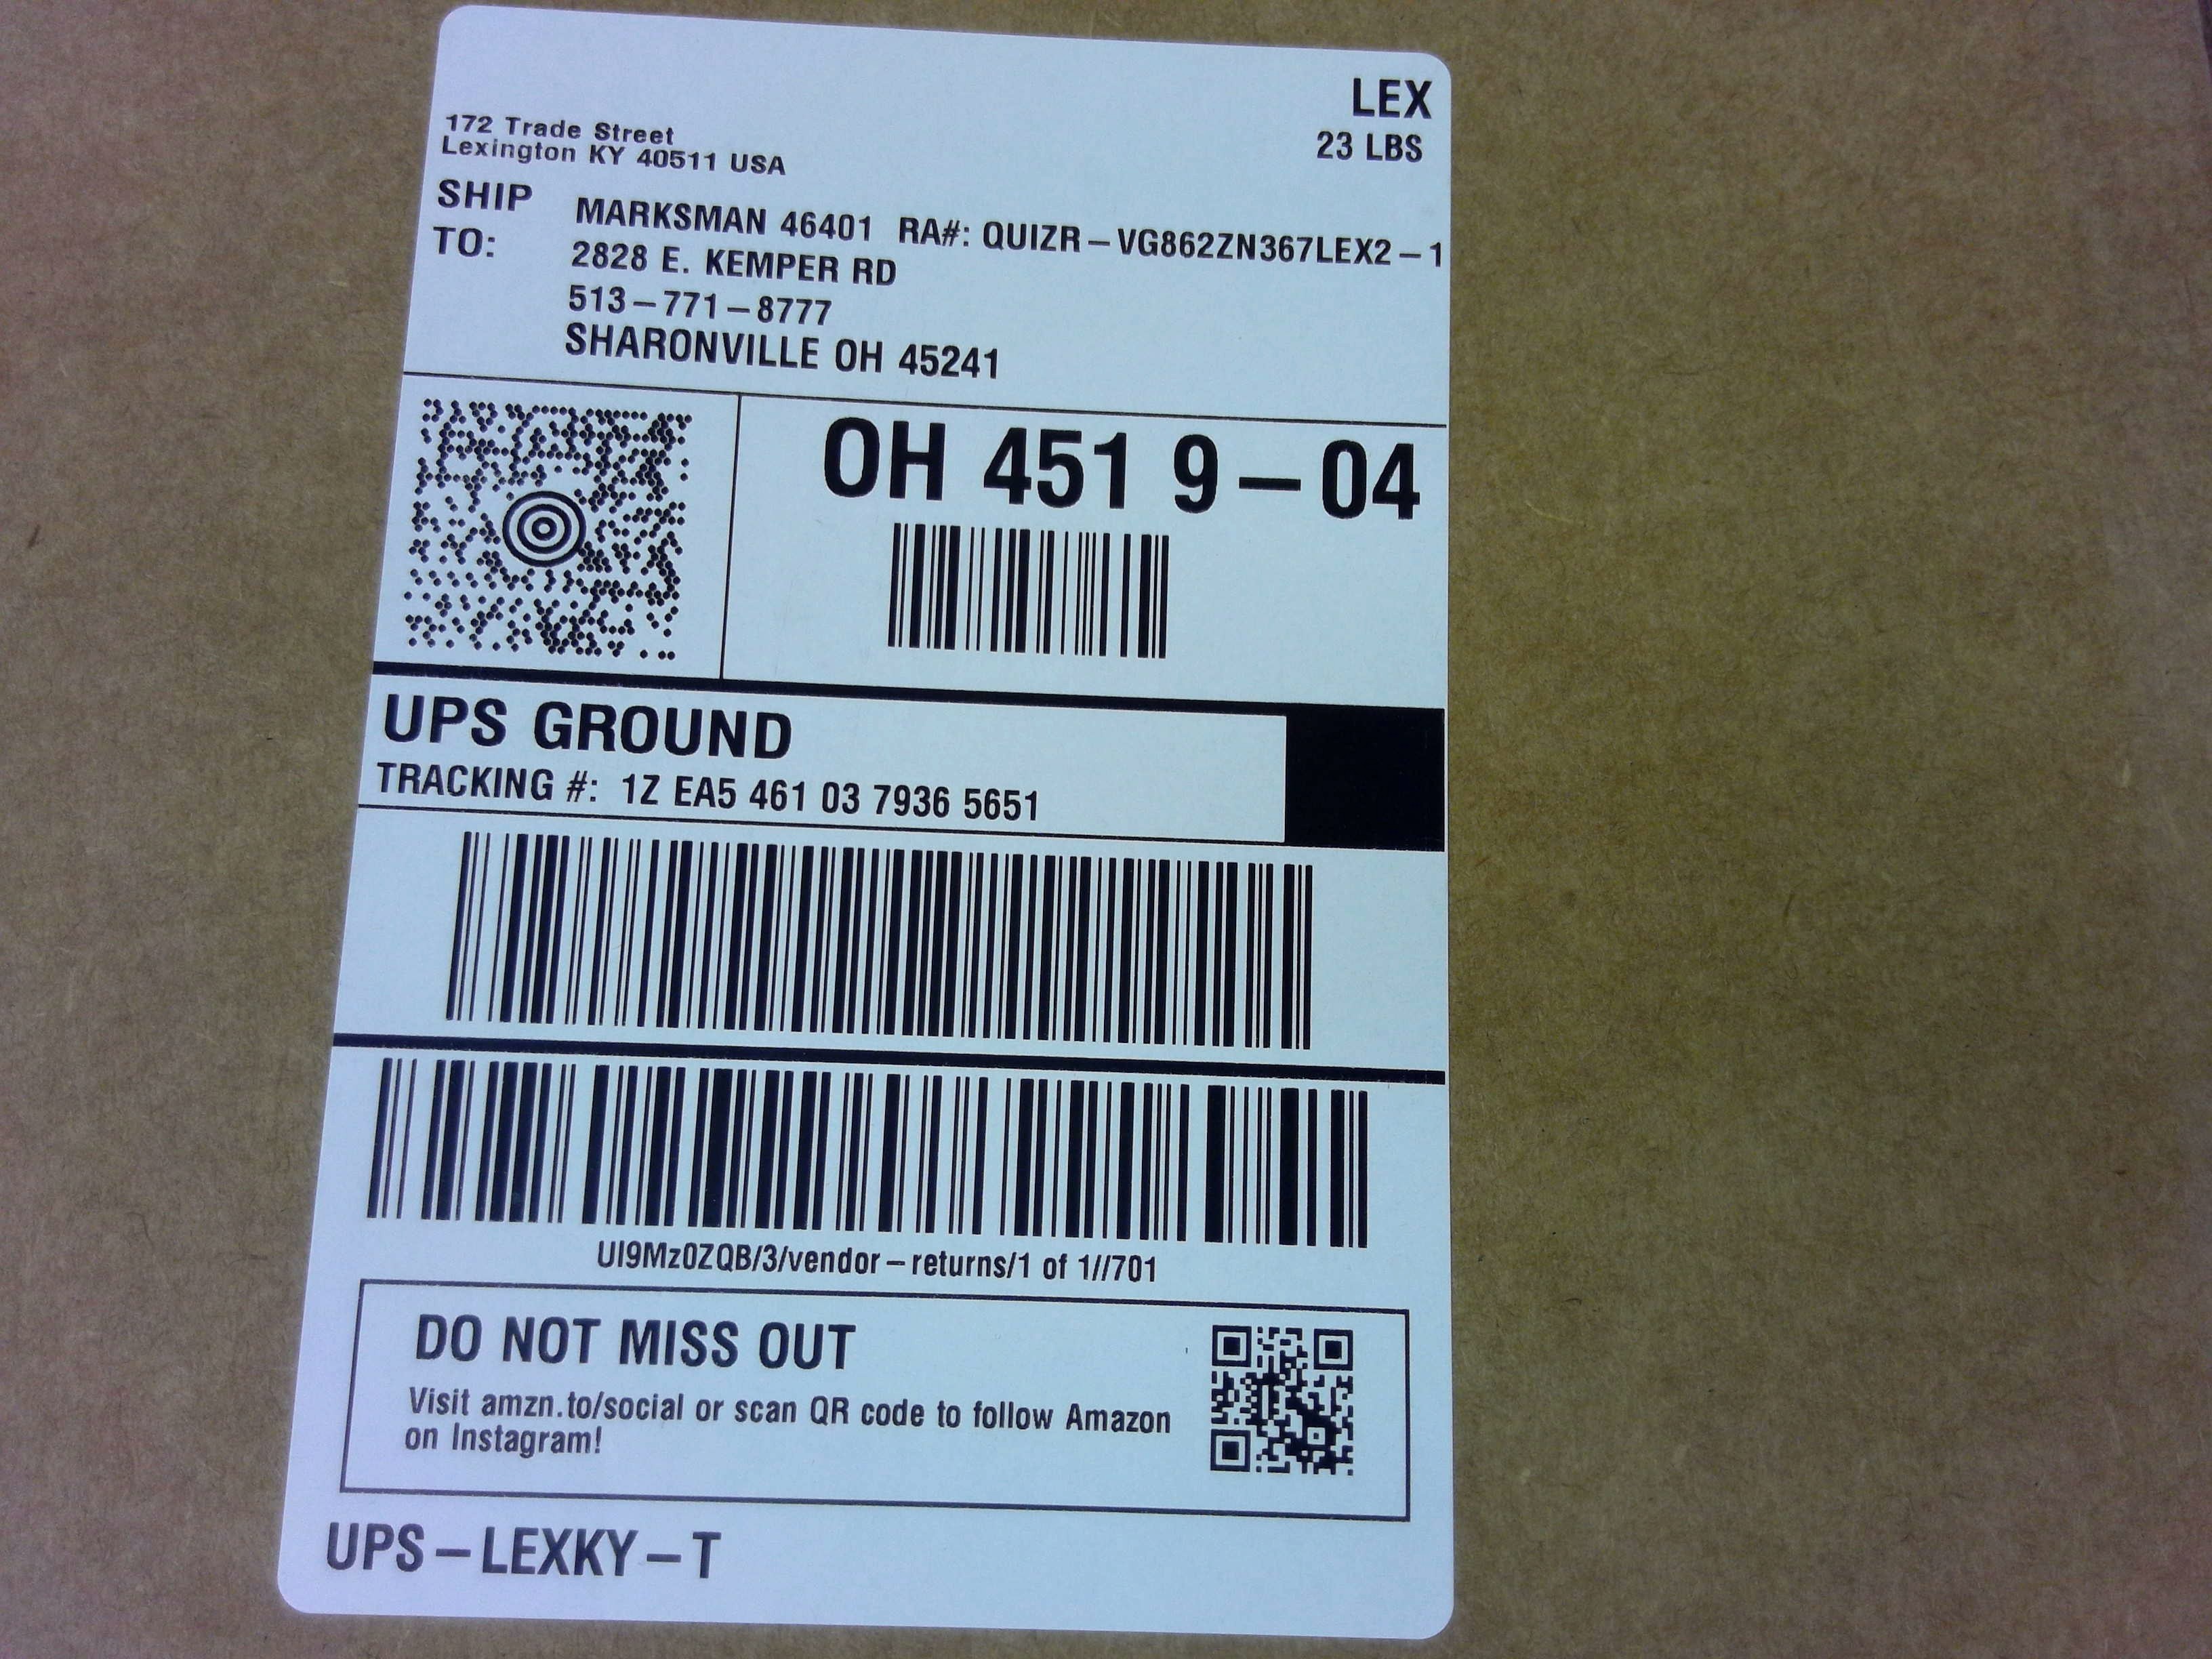 LEX
23 LBS
172 Trade Street
Lexington KY 40511 USA
SHIP TO:
MARKSMAN 46401 RA#: QUIZR-VG862ZN367LEX2-1
2828 E. KEMPER RD
513-771-8777
SHARONVILLE OH 45241
OH 451 9-04
UPS GROUND
TRACKING #: 1Z EA5 461 03 7936 5651
UI9Mz0ZQB/3/vendor-returns/1 of 1//701
DO NOT MISS OUT
Visit amzn.to/social or scan QR code to follow Amazon
on Instagram!
UPS-LEXKY-T